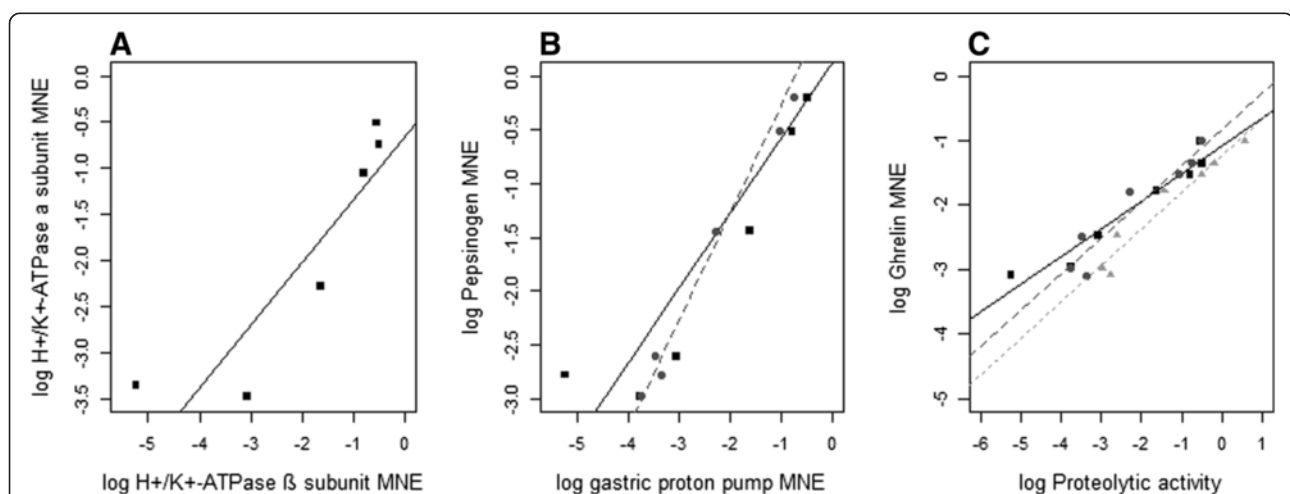 A
B
C
log H+/K+-ATPase a subunit MNE
0.0
-0.5
-1.0
-1.5
-2.0
-2.5
-3.0
-3.5
-5 -4 -3 -2 -1 0
log H+/K+-ATPase ß subunit MNE
log Pepsinogen MNE
0.0
-0.5
-1.0
-1.5
-2.0
-2.5
-3.0
-5 -4 -3 -2 -1 0
log gastric proton pump MNE
log Ghrelin MNE
0
-1
-2
-3
-4
-5
-6 -5 -4 -3 -2 -1 0 1
log Proteolytic activity